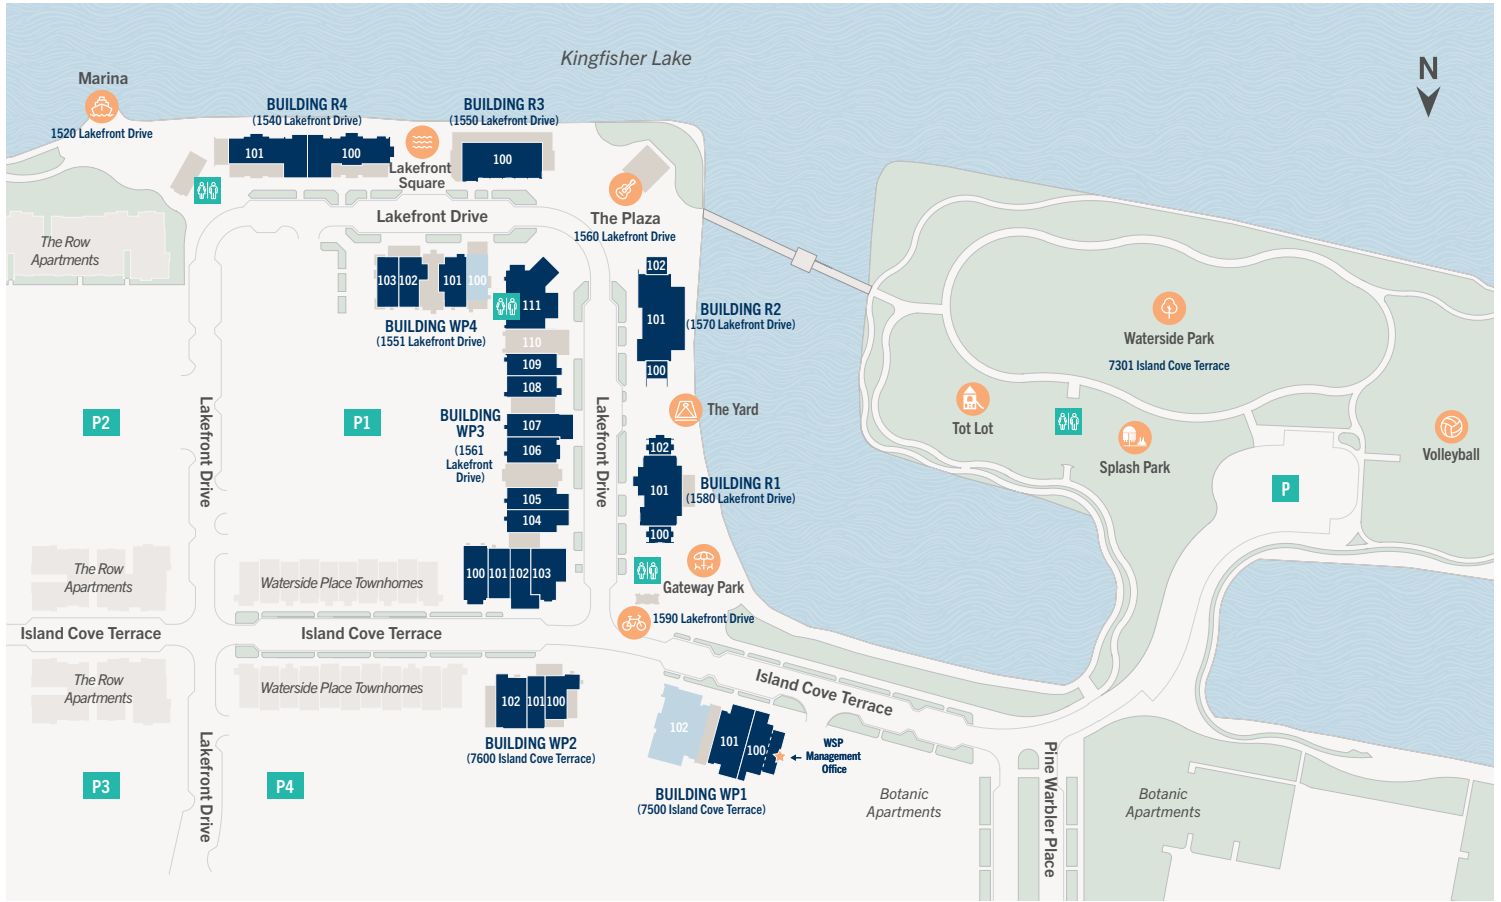 Kingfisher Lake
N
Marina
1520 Lakefront Drive
BUILDING R4
(1540 Lakefront Drive)
101
100
Lakefront
Square
BUILDING R3
(1550 Lakefront Drive)
100
The Plaza
1560 Lakefront Drive
Lakefront Drive
The Row
Apartments
103
102
101
100
BUILDING WP4
(1551 Lakefront Drive)
111
110
109
108
107
106
105
104
100
101
102
103
BUILDING
WP3
(1561
Lakefront
Drive)
102
101
100
BUILDING R2
(1570 Lakefront Drive)
The Yard
102
101
100
BUILDING R1
(1580 Lakefront Drive)
Gateway Park
1590 Lakefront Drive
Lakefront Drive
Lakefront Drive
P2
P1
Waterside Park
7301 Island Cove Terrace
Tot Lot
Splash Park
Volleyball
P
The Row
Apartments
Waterside Place Townhomes
Island Cove Terrace
Island Cove Terrace
Island Cove Terrace
The Row
Apartments
Waterside Place Townhomes
102
101
100
BUILDING WP2
(7600 Island Cove Terrace)
102
101
100
WSP
Management
Office
BUILDING WP1
(7500 Island Cove Terrace)
Lakefront Drive
P3
P4
Botanic
Apartments
Pine Warbler Place
Botanic
Apartments